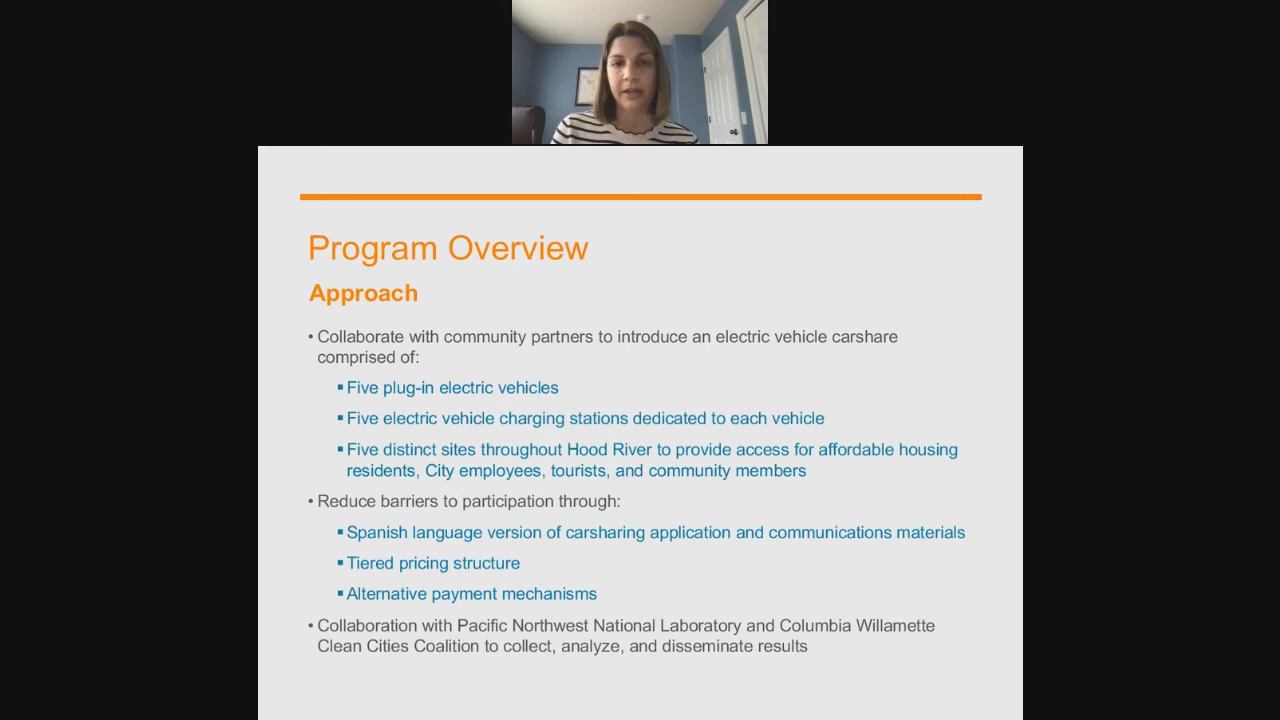 Program Overview
Approach
• Collaborate with community partners to introduce an electric vehicle carshare
comprised of:
▪ Five plug-in electric vehicles
▪ Five electric vehicle charging stations dedicated to each vehicle
▪ Five distinct sites throughout Hood River to provide access for affordable housing
residents, City employees, tourists, and community members
• Reduce barriers to participation through:
▪ Spanish language version of carsharing application and communications materials
▪ Tiered pricing structure
▪ Alternative payment mechanisms
• Collaboration with Pacific Northwest National Laboratory and Columbia Willamette
Clean Cities Coalition to collect, analyze, and disseminate results